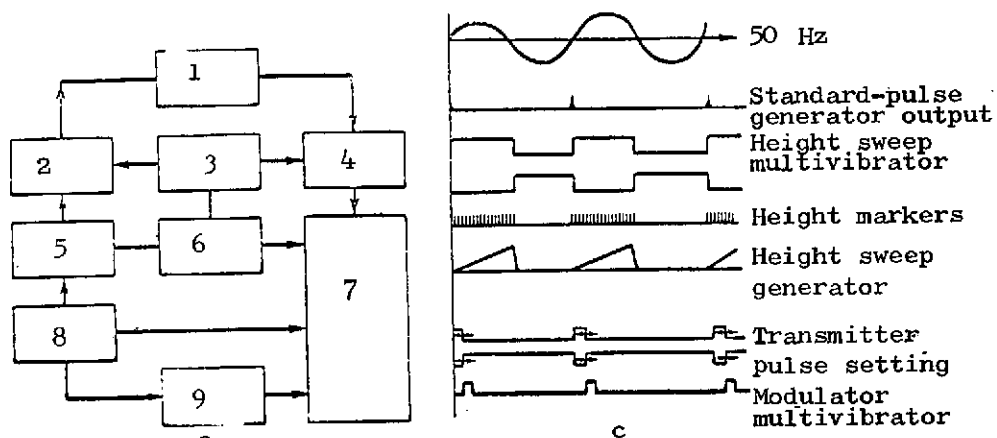 1
2
3
4
5
6
7
8
9
50 Hz
Standard-pulse
generator output
Height sweep
multivibrator
Height markers
Height sweep
generator
Transmitter
pulse setting
Modulator
multivibrator
c